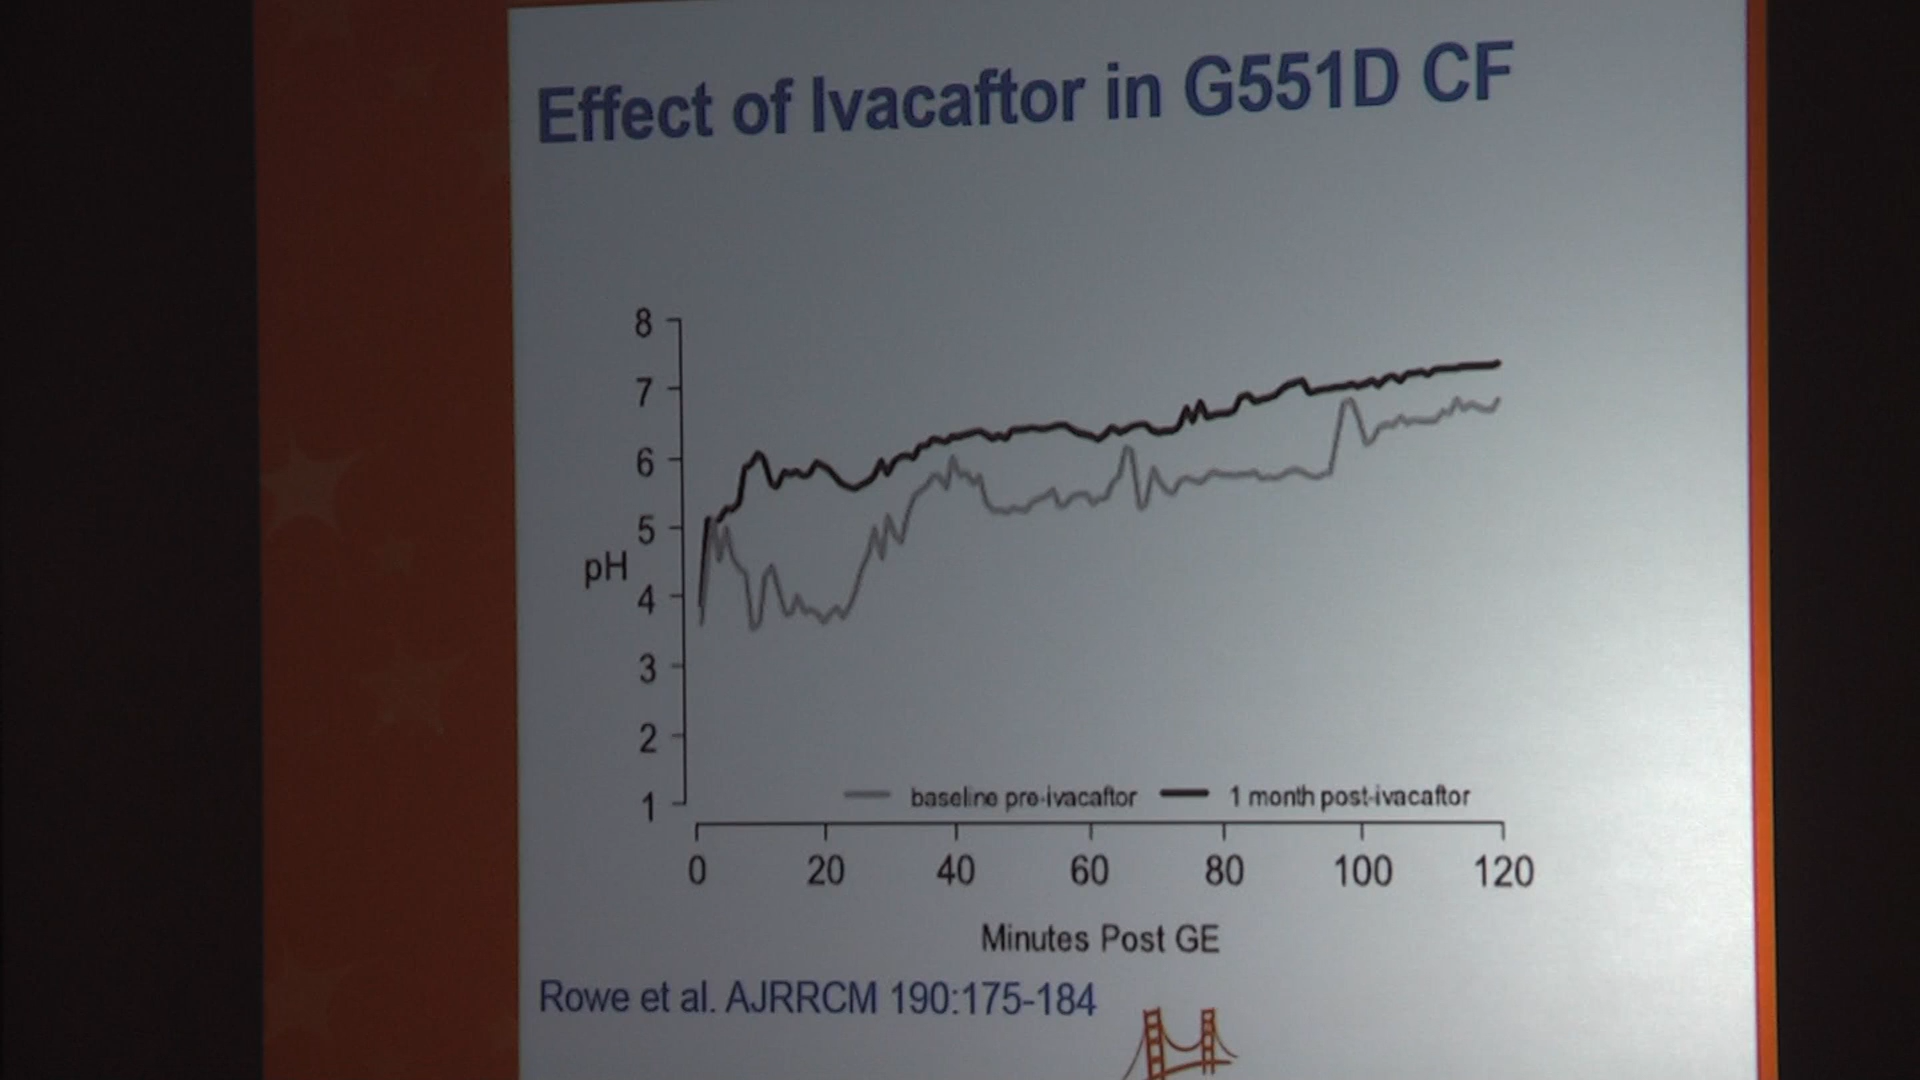 Effect of Ivacaftor in G551D CF
8
7
6
5
pH
4
3
2
1
baseline pre-ivacaftor 1 month post-ivacaftor
0 20 40 60 80 100 120
Minutes Post GE
Rowe et al. AJRRCM 190:175-184